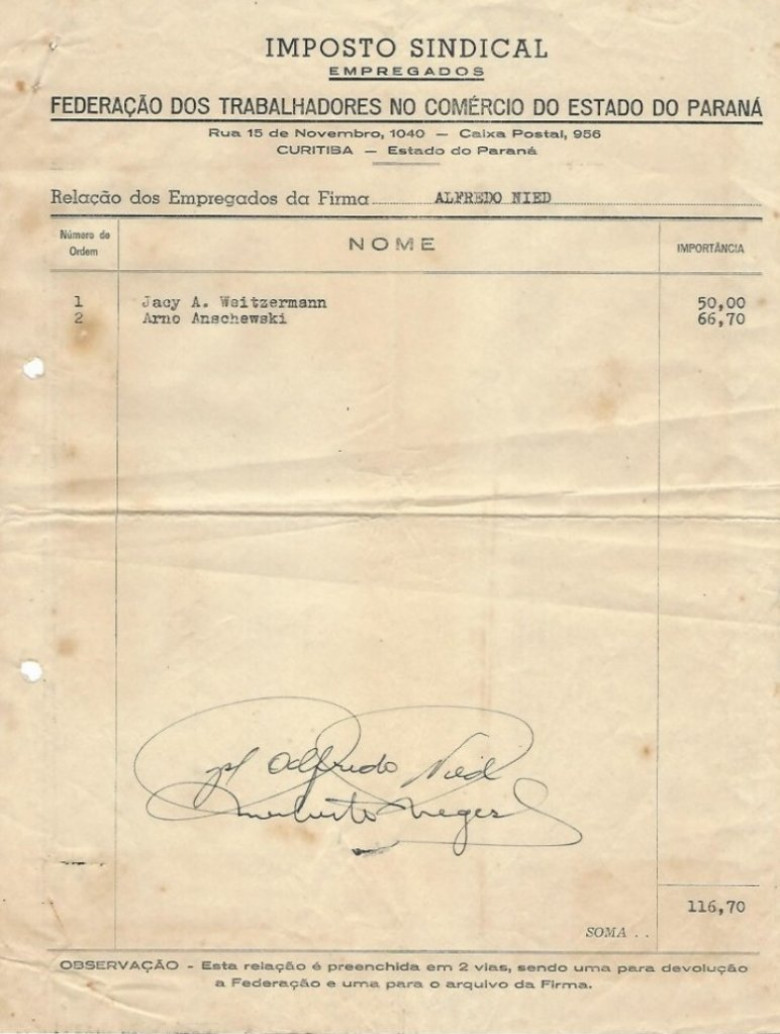 IMPOSTO SINDICAL
EMPREGADOS
FEDERAÇÃO DOS TRABALHADORES NO COMÉRCIO DO ESTADO DO PARANÁ
Rua 15 de Novembro, 1040 — Caixa Postal, 956
CURITIBA — Estado do Paraná
Relação dos Empregados da Firma ALFREDO NIED
Número de Ordem NOME IMPORTÂNCIA
1 Jacy A. Weitzermann 50,00
2 Arno Anschewski 66,70
p/ Alfredo Nied
116,70
SOMA . .
OBSERVAÇÃO - Esta relação é preenchida em 2 vias, sendo uma para devolução
a Federação e uma para o arquivo da Firma.